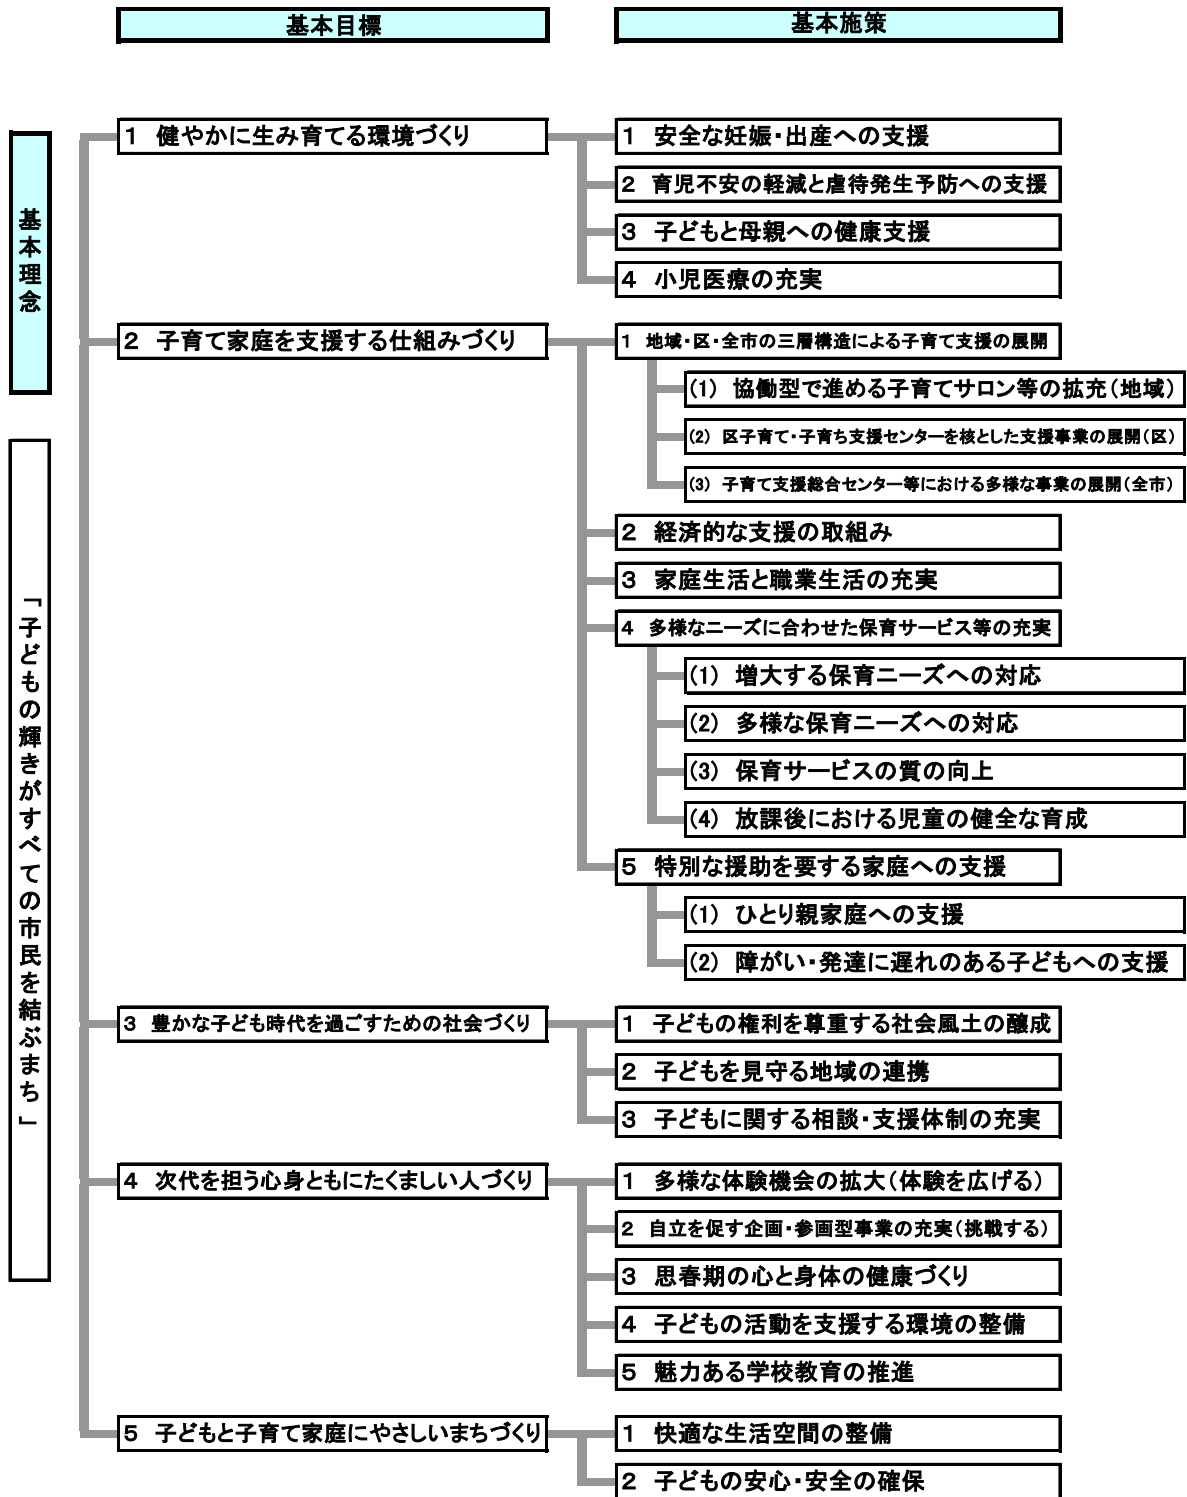 基本目標
基本施策
基本理念
「子どもの輝きがすべての市民を結ぶまち」
1 健やかに生み育てる環境づくり
1 安全な妊娠・出産への支援
2 育児不安の軽減と虐待発生予防への支援
3 子どもと母親への健康支援
4 小児医療の充実
2 子育て家庭を支援する仕組みづくり
1 地域・区・全市の三層構造による子育て支援の展開
(1) 協働型で進める子育てサロン等の拡充(地域)
(2) 区子育て・子育ち支援センターを核とした支援事業の展開(区)
(3) 子育て支援総合センター等における多様な事業の展開(全市)
2 経済的な支援の取組み
3 家庭生活と職業生活の充実
4 多様なニーズに合わせた保育サービス等の充実
(1) 増大する保育ニーズへの対応
(2) 多様な保育ニーズへの対応
(3) 保育サービスの質の向上
(4) 放課後における児童の健全な育成
5 特別な援助を要する家庭への支援
(1) ひとり親家庭への支援
(2) 障がい・発達に遅れのある子どもへの支援
3 豊かな子ども時代を過ごすための社会づくり
1 子どもの権利を尊重する社会風土の醸成
2 子どもを見守る地域の連携
3 子どもに関する相談・支援体制の充実
4 次代を担う心身ともにたくましい人づくり
1 多様な体験機会の拡大(体験を広げる)
2 自立を促す企画・参画型事業の充実(挑戦する)
3 思春期の心と身体の健康づくり
4 子どもの活動を支援する環境の整備
5 魅力ある学校教育の推進
5 子どもと子育て家庭にやさしいまちづくり
1 快適な生活空間の整備
2 子どもの安心・安全の確保